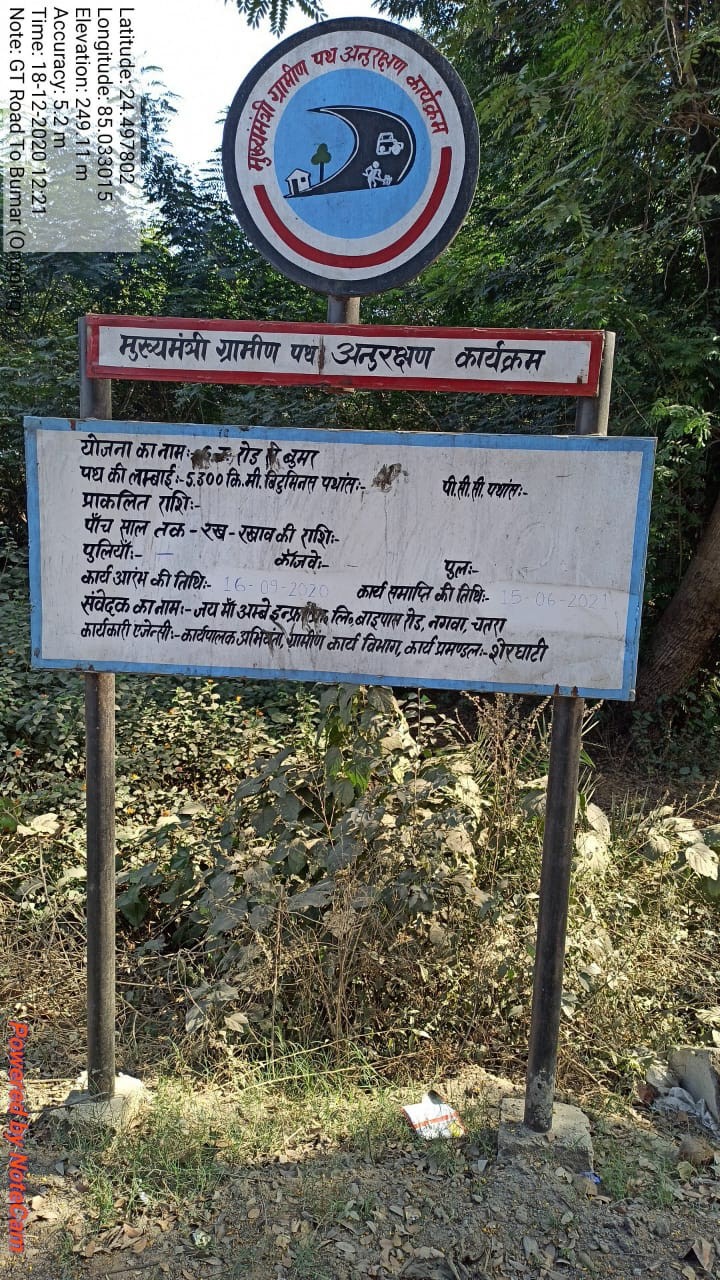 Latitude: 24.497802
Longitude: 85.033015
Elevation: 249.11 m
Accuracy: 5.2 m
Time: 18-12-2020 12:21
Note: GT Road To Bumar (Ongoing)
मुख्यमंत्री ग्रामीण पथ अनुरक्षण कार्यक्रम
मुख्यमंत्री ग्रामीण पथ अनुरक्षण कार्यक्रम
योजना का नाम:- रोड से बुमर
पथ की लम्बाई:- 5.300 कि.मी. बिटुमिनस पथांस:- पी.सी.सी. पथांस:-
प्राकलित राशि:-
पाँच साल तक - रख - रखाव की राशि:-
पुलियाँ:- — कॉजवे:- पुल:-
कार्य आरंभ की तिथि:- 16-09-2020 कार्य समाप्ति की तिथि:- 15-06-2021
संवेदक का नाम:- जय माँ अम्बे इन्फ्रा लि॰ बाइपास रोड, नगवा, चतरा
कार्यकारी एजेन्सी:- कार्यपालक अभियंता, ग्रामीण कार्य विभाग, कार्य प्रमण्डल:- शेरघाटी
Powered by NoteCam